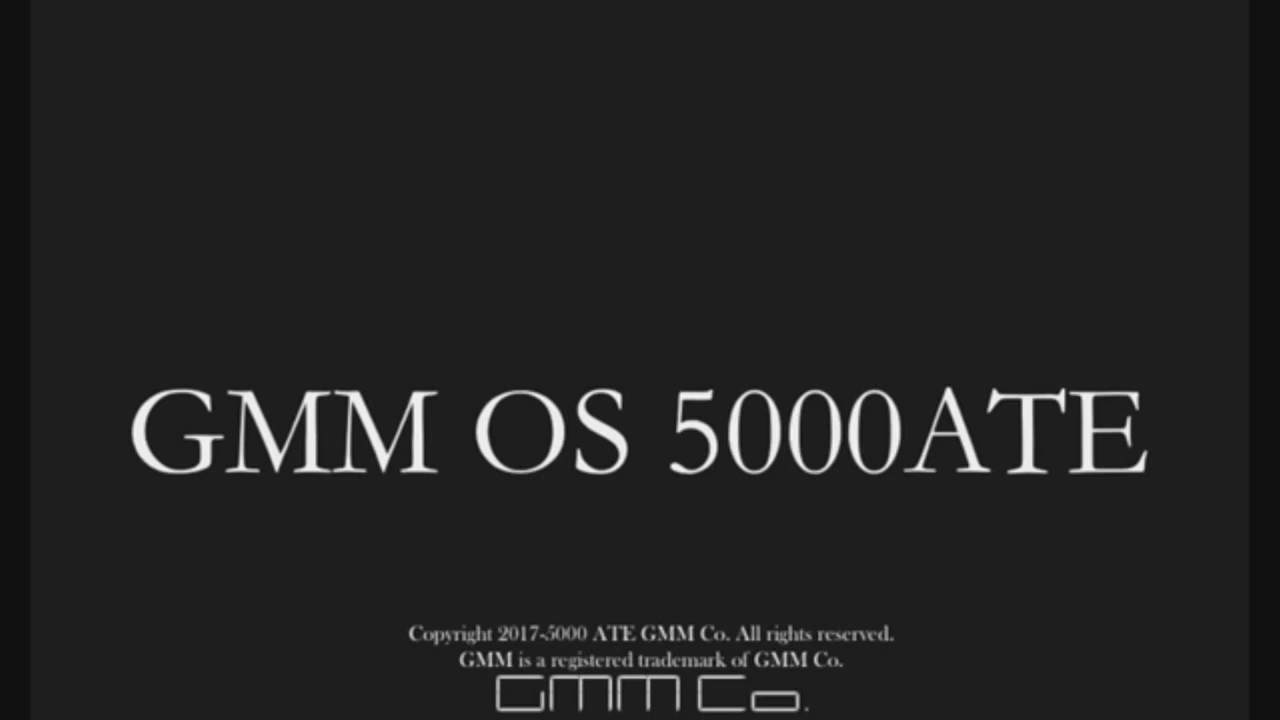 GMM OS 5000ATE
Copyright 2017-5000 ATE GMM Co. All rights reserved.
GMM is a registered trademark of GMM Co.
GMM Co.